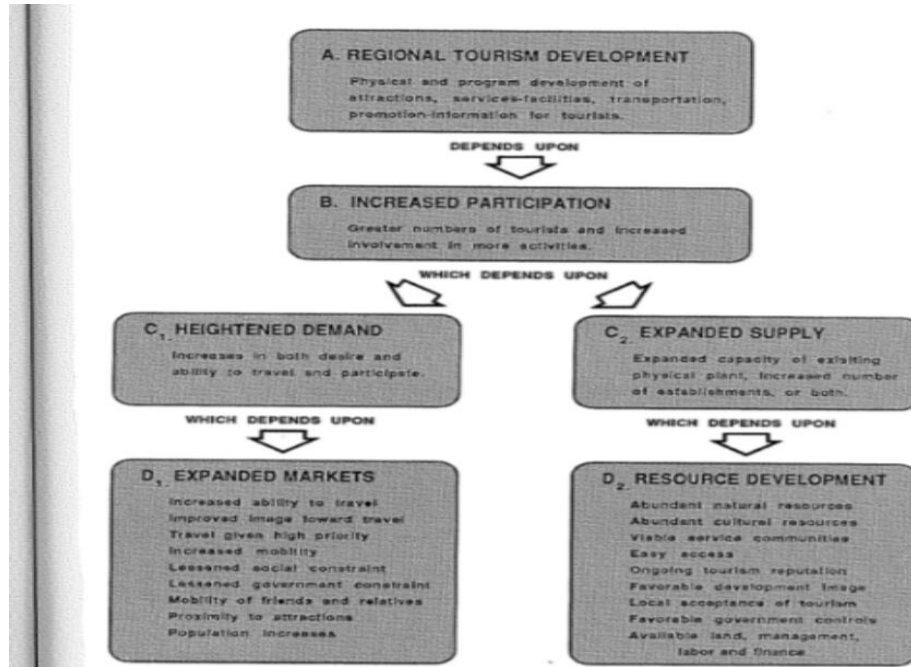 A. REGIONAL TOURISM DEVELOPMENT
Physical and program development of
attractions, services-facilities, transportation,
promotion-information for tourists.
DEPENDS UPON
B. INCREASED PARTICIPATION
Greater numbers of tourists and increased
involvement in more activities.
WHICH DEPENDS UPON
C1. HEIGHTENED DEMAND
Increases in both desire and
ability to travel and participate.
WHICH DEPENDS UPON
D1. EXPANDED MARKETS
Increased ability to travel
Improved image toward travel
Travel given high priority
Increased mobility
Lessened social constraint
Lessened government constraint
Mobility of friends and relatives
Proximity to attractions
Population increases
C2. EXPANDED SUPPLY
Expanded capacity of exisiting
physical plant, increased number
of establishments, or both.
WHICH DEPENDS UPON
D2. RESOURCE DEVELOPMENT
Abundant natural resources
Abundant cultural resources
Viable service communities
Easy access
Ongoing tourism reputation
Favorable development image
Local acceptance of tourism
Favorable government controls
Available land, management,
labor and finance